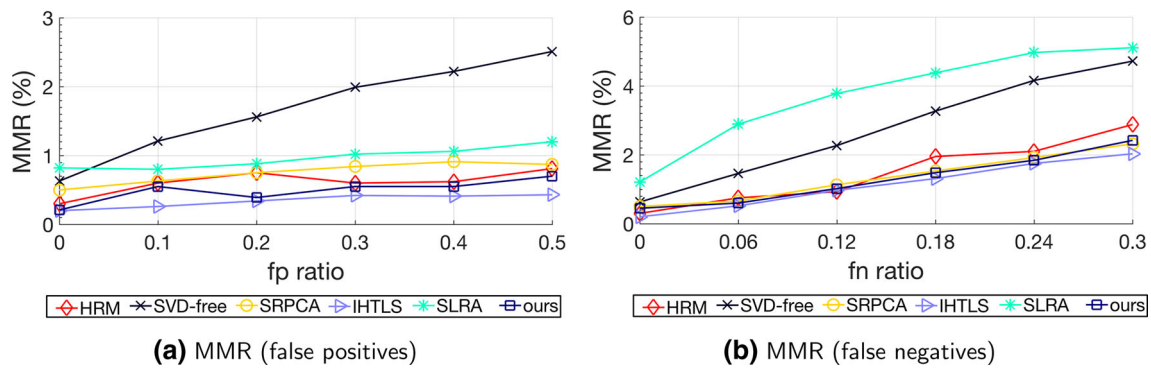 3
2
1
0
MMR (%)
0 0.1 0.2 0.3 0.4 0.5
fp ratio
HRM SVD-free SRPCA IHTLS SLRA ours
(a) MMR (false positives)
6
4
2
0
MMR (%)
0 0.06 0.12 0.18 0.24 0.3
fn ratio
HRM SVD-free SRPCA IHTLS SLRA ours
(b) MMR (false negatives)